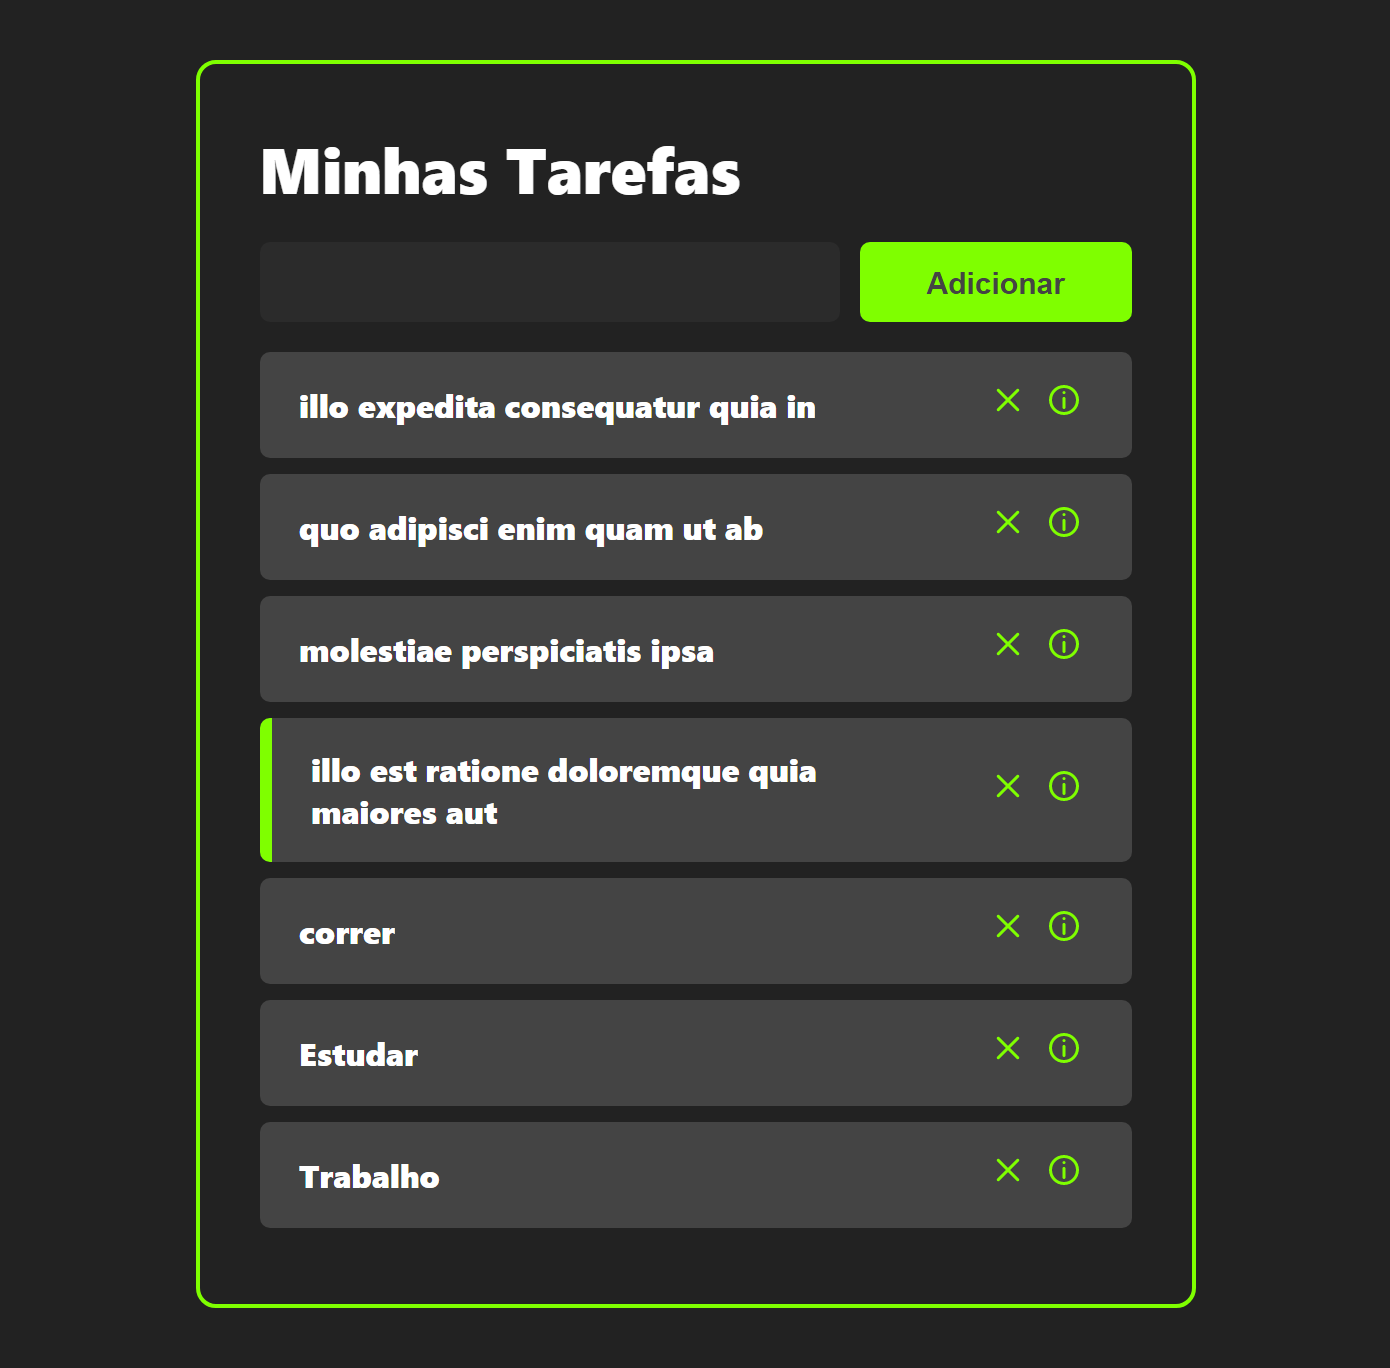 Minhas Tarefas
Adicionar
illo expedita consequatur quia in
quo adipisci enim quam ut ab
molestiae perspiciatis ipsa
illo est ratione doloremque quia
maiores aut
correr
Estudar
Trabalho